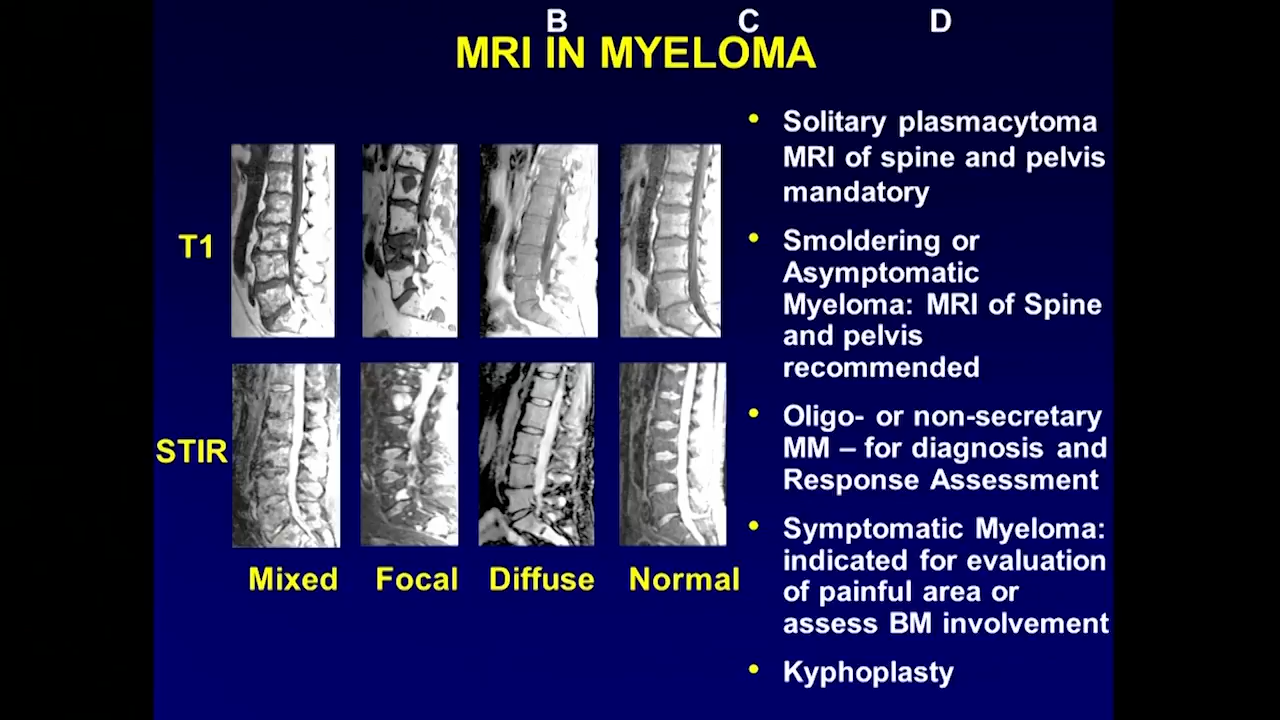 B C D
MRI IN MYELOMA
T1
STIR
Mixed Focal Diffuse Normal
• Solitary plasmacytoma
MRI of spine and pelvis
mandatory
• Smoldering or
Asymptomatic
Myeloma: MRI of Spine
and pelvis
recommended
• Oligo- or non-secretary
MM – for diagnosis and
Response Assessment
• Symptomatic Myeloma:
indicated for evaluation
of painful area or
assess BM involvement
• Kyphoplasty